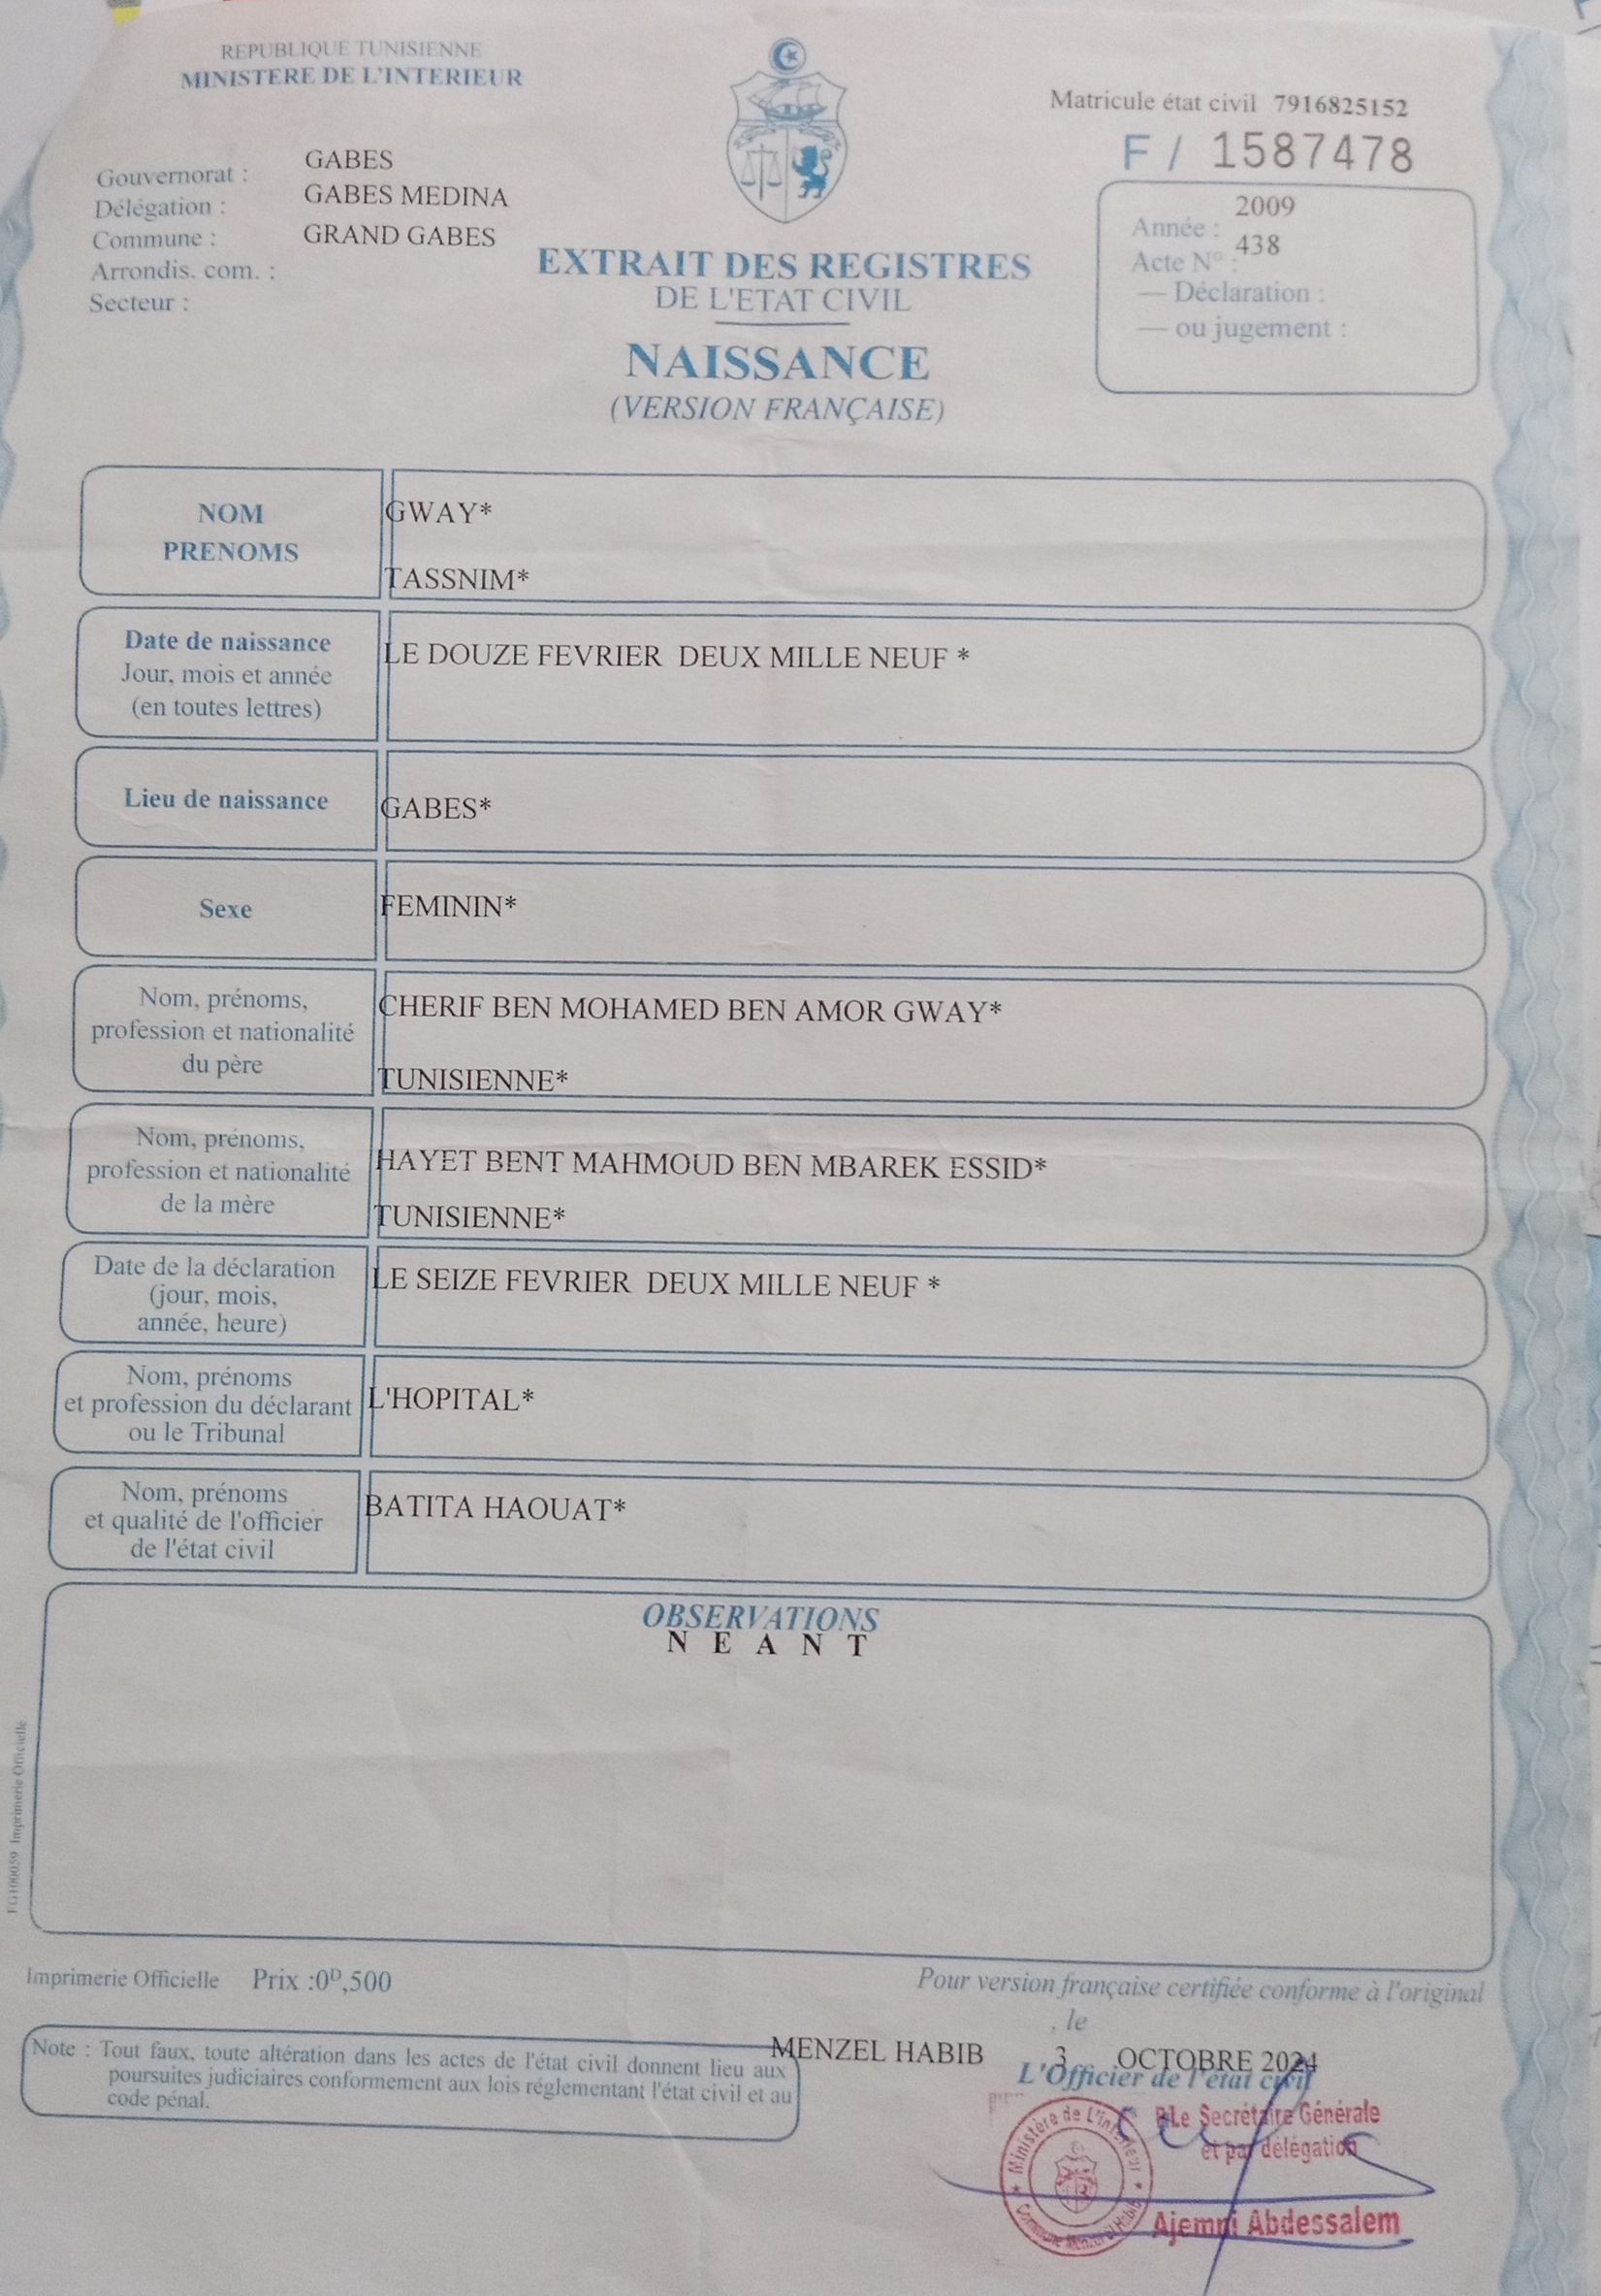 REPUBLIQUE TUNISIENNE
MINISTERE DE L'INTERIEUR
Matricule état civil 7916825152
F / 1587478
Gouvernorat : GABES
Délégation : GABES MEDINA
Commune : GRAND GABES
Arrondis. com. :
Secteur :
Année : 2009
Acte N° : 438
— Déclaration :
— ou jugement :
EXTRAIT DES REGISTRES
DE L'ETAT CIVIL
NAISSANCE
(VERSION FRANÇAISE)
NOM
PRENOMS
GWAY*
TASSNIM*
Date de naissance
Jour, mois et année
(en toutes lettres)
LE DOUZE FEVRIER DEUX MILLE NEUF *
Lieu de naissance
GABES*
Sexe
FEMININ*
Nom, prénoms,
profession et nationalité
du père
CHERIF BEN MOHAMED BEN AMOR GWAY*
TUNISIENNE*
Nom, prénoms,
profession et nationalité
de la mère
HAYET BENT MAHMOUD BEN MBAREK ESSID*
TUNISIENNE*
Date de la déclaration
(jour, mois,
année, heure)
LE SEIZE FEVRIER DEUX MILLE NEUF *
Nom, prénoms
et profession du déclarant
ou le Tribunal
L'HOPITAL*
Nom, prénoms
et qualité de l'officier
de l'état civil
BATITA HAOUAT*
OBSERVATIONS
N E A N T
FG100059 Imprimerie Officielle
Imprimerie Officielle Prix :0ᴰ,500
Pour version française certifiée conforme à l'original
, le
MENZEL HABIB 3 OCTOBRE 2024
L'Officier de l'état civil
Note : Tout faux, toute altération dans les actes de l'état civil donnent lieu aux
poursuites judiciaires conformement aux lois réglementant l'état civil et au
code pénal.
Ministère de L'intérieur
Commune Menzel Habib
P.Le Secrétaire Générale
et par délégation
Ajemni Abdessalem